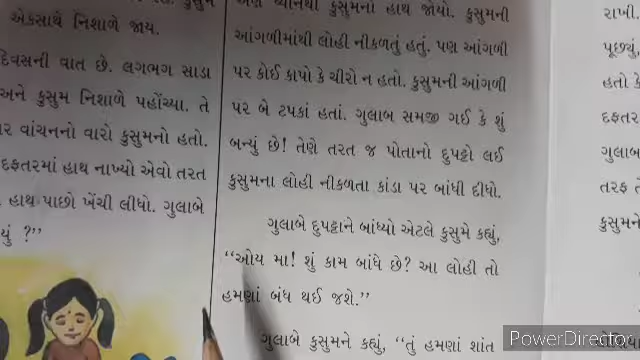 એકસાથે નિશાળે જાય.
દિવસની વાત છે. લગભગ સાડા
અને કુસુમ નિશાળે પહોંચ્યા. તે
વાંચનનો વારો કુસુમનો હતો.
દફતરમાં હાથ નાખ્યો એવો તરત
હાથ પાછો ખેંચી લીધો. ગુલાબે
ધ્યાનથી કુસુમનો હાથ જોયો. કુસુમની
આંગળીમાંથી લોહી નીકળતું હતું. પણ આંગળી
પર કોઈ કાપો કે ચીરો ન હતો. કુસુમની આંગળી
પર બે ટપકાં હતાં. ગુલાબ સમજી ગઈ કે શું
બન્યું છે! તેણે તરત જ પોતાનો દુપટ્ટો લઈ
કુસુમના લોહી નીકળતા કાંડા પર બાંધી દીધો.
ગુલાબે દુપટ્ટાને બાંધ્યો એટલે કુસુમે કહ્યું,
“ઓય મા! શું કામ બાંધે છે? આ લોહી તો
હમણાં બંધ થઈ જશે.”
ગુલાબે કુસુમને કહ્યું, “તું હમણાં શાંત
રાખી.
પૂછ્યું,
હતો કે
દફતર
ગુલાબ
તરફ
કુસુમને
PowerDirector